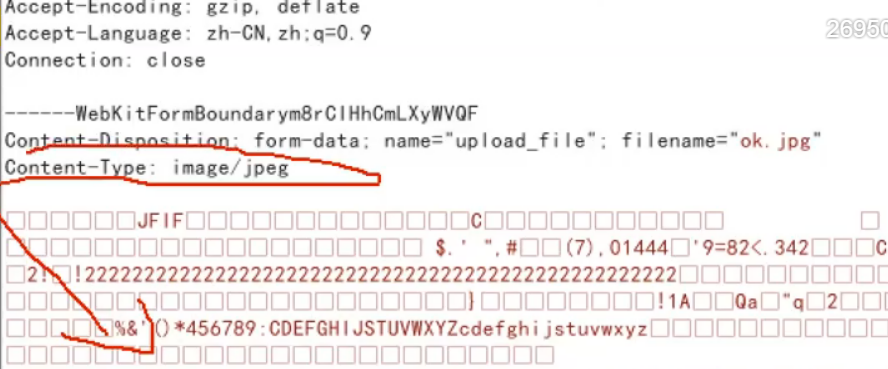 Accept-Encoding: gzip, deflate
Accept-Language: zh-CN,zh;q=0.9
26950
Connection: close
------WebKitFormBoundarym8rClHhCmLXyWVQF
Content-Disposition: form-data; name="upload_file"; filename="ok.jpg"
Content-Type: image/jpeg
□□□□□□JFIF□□□□□□□□□□□□□C□□□□□□□□□□□ □
□□□□□□□□□□□□□□□□□□□ $.' ",#□□(7),01444□'9=82<.342□□□C
□2!□!22222222222222222222222222222222222222222222222222□□□□□□□□□□
□□□□□□□□□□□□□□□□□□□□□}□□□□□□□□!1A□□Qa□"q□2□□
□□□□□%&'()*456789:CDEFGHIJSTUVWXYZcdefghijstuvwxyz□□□□□□□□□□□
□□□□□□□□□□□□□□□□□□□□□□□□□